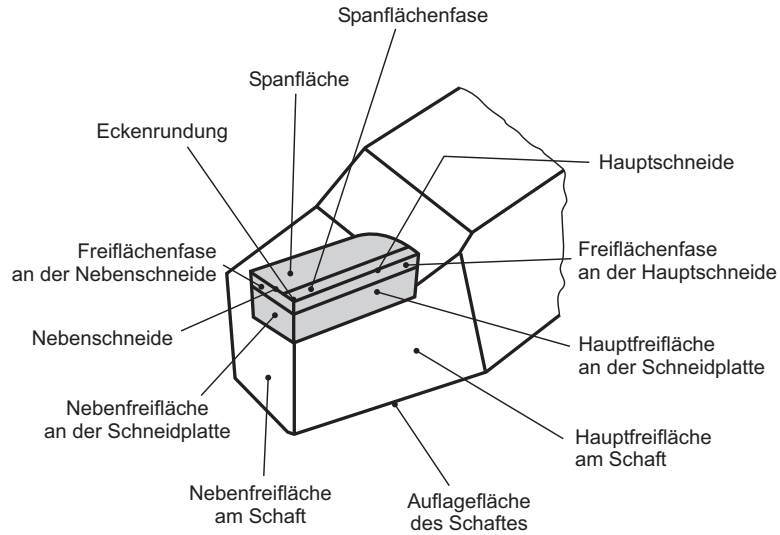 Spanflächenfase
Spanfläche
Eckenrundung
Hauptschneide
Freiflächenfase
an der Nebenschneide
Freiflächenfase
an der Hauptschneide
Nebenschneide
Hauptfreifläche
an der Schneidplatte
Nebenfreifläche
an der Schneidplatte
Hauptfreifläche
am Schaft
Nebenfreifläche
am Schaft
Auflagefläche
des Schaftes